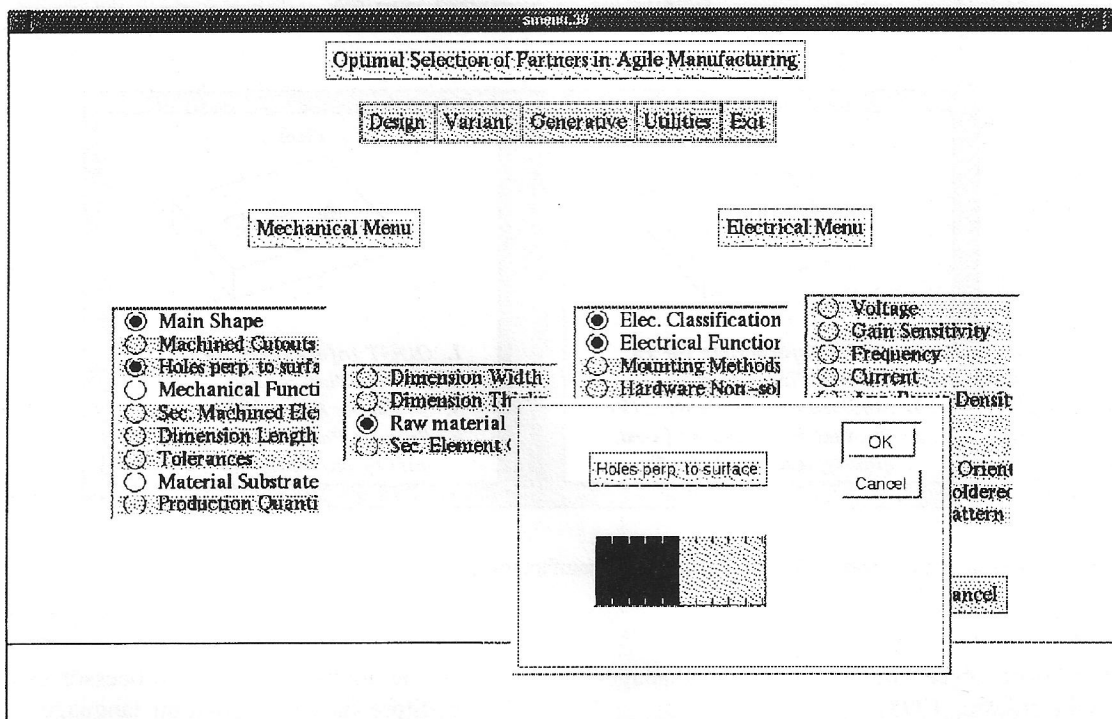 smenu.30
Optimal Selection of Partners in Agile Manufacturing
Design Variant Generative Utilities Exit
Mechanical Menu
Electrical Menu
Main Shape
Machined Cutouts
Holes perp. to surfa
Mechanical Functi
Sec. Machined Ele
Dimension Length
Tolerances
Material Substrate
Production Quanti
Dimension Width
Dimension Thick
Raw material
Sec. Element
Elec. Classification
Electrical Function
Mounting Methods
Hardware Non-sol
Voltage
Gain Sensitivity
Frequency
Current
Densit
Orient
oldered
attern
Holes perp. to surface
OK
Cancel
ancel